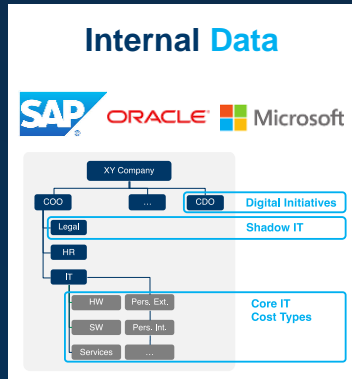 Internal Data
SAP ® ORACLE® Microsoft
XY Company
COO ... CDO Digital Initiatives
Legal Shadow IT
HR
IT
HW Pers. Ext. Core IT
SW Pers. Int. Cost Types
Services ...